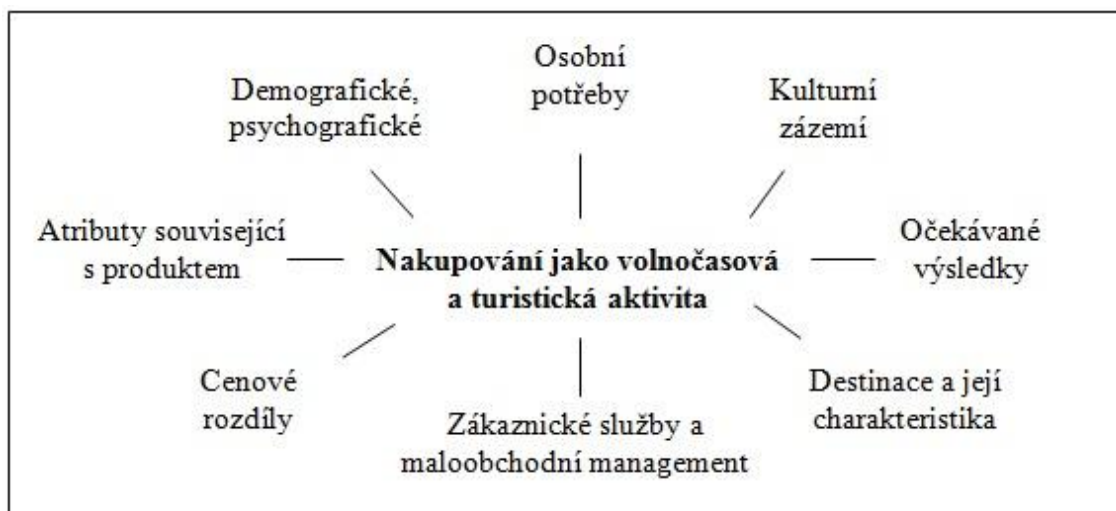 Osobní
potřeby
Demografické,
psychografické
Kulturní
zázemí
Atributy související
s produktem
Nakupování jako volnočasová
a turistická aktivita
Očekávané
výsledky
Cenové
rozdíly
Zákaznické služby a
maloobchodní management
Destinace a její
charakteristika